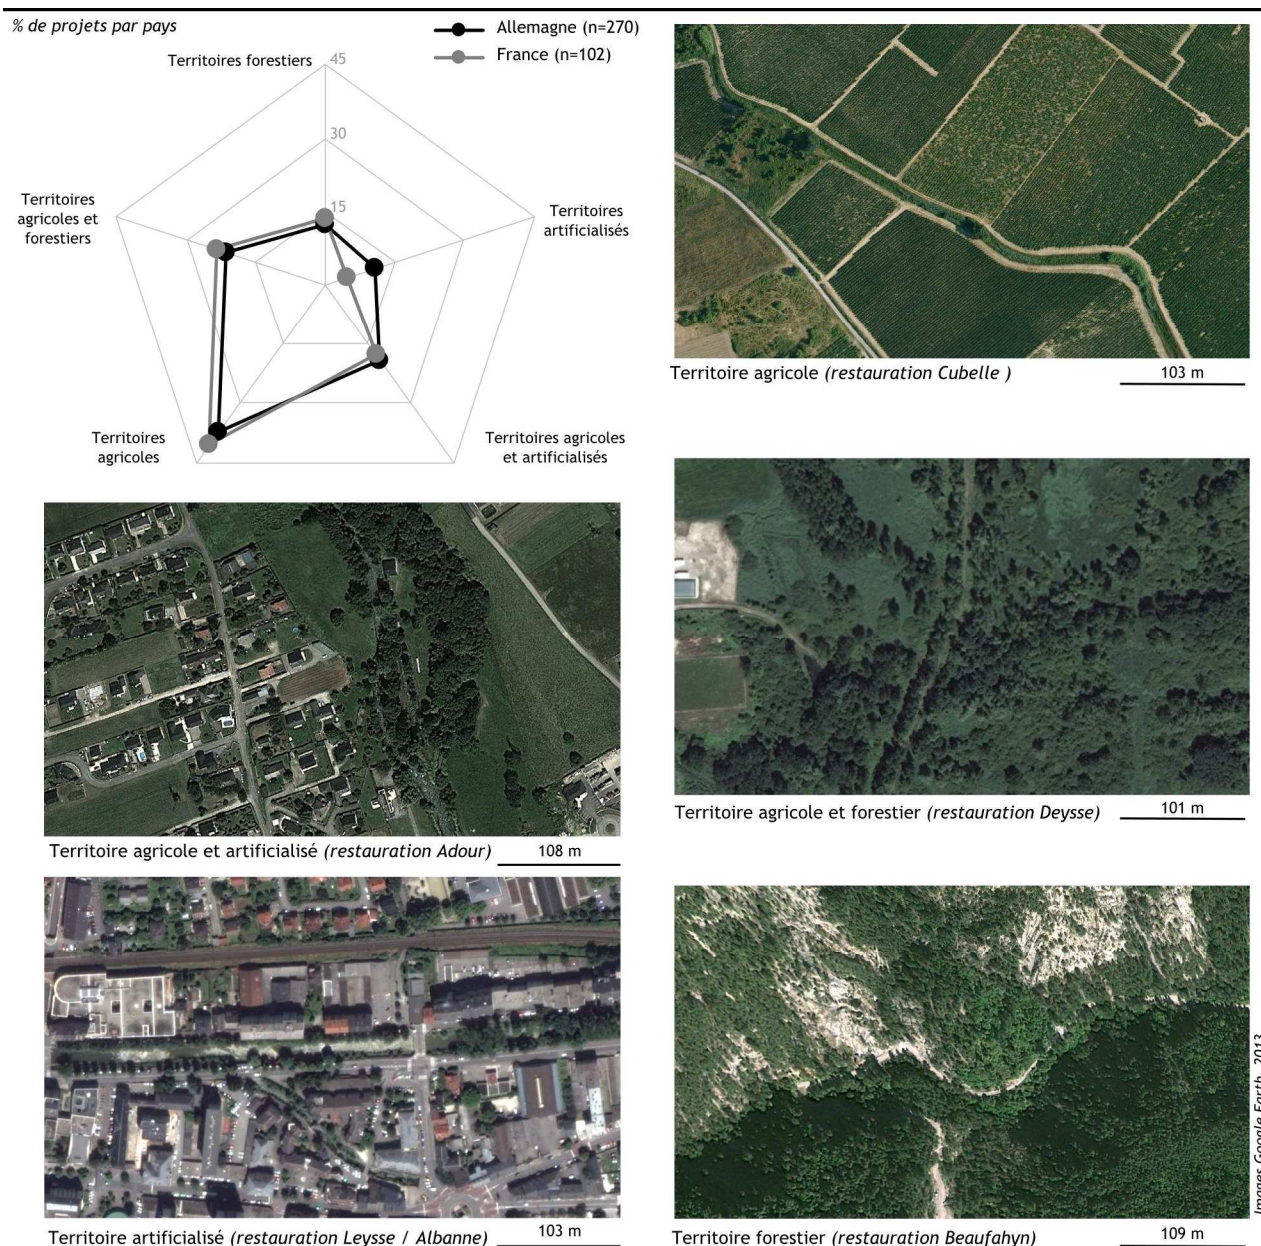 % de projets par pays
Allemagne (n=270)
France (n=102)
Territoires forestiers
45
30
15
Territoires
agricoles et
forestiers
Territoires
artificialisés
Territoires
agricoles
Territoires agricoles
et artificialisés
Territoire agricole (restauration Cubelle )
103 m
Territoire agricole et forestier (restauration Deysse)
101 m
Territoire agricole et artificialisé (restauration Adour)
108 m
Territoire artificialisé (restauration Leysse / Albanne)
103 m
Territoire forestier (restauration Beaufahyn)
109 m
Images Google Earth, 2013